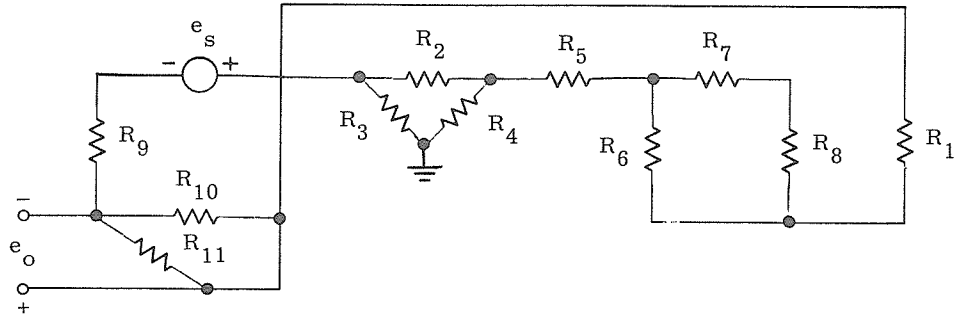 e_s
- +
R_2
R_5
R_7
R_3
R_4
R_9
R_6
R_8
R_1
R_10
-
R_11
e_o
+